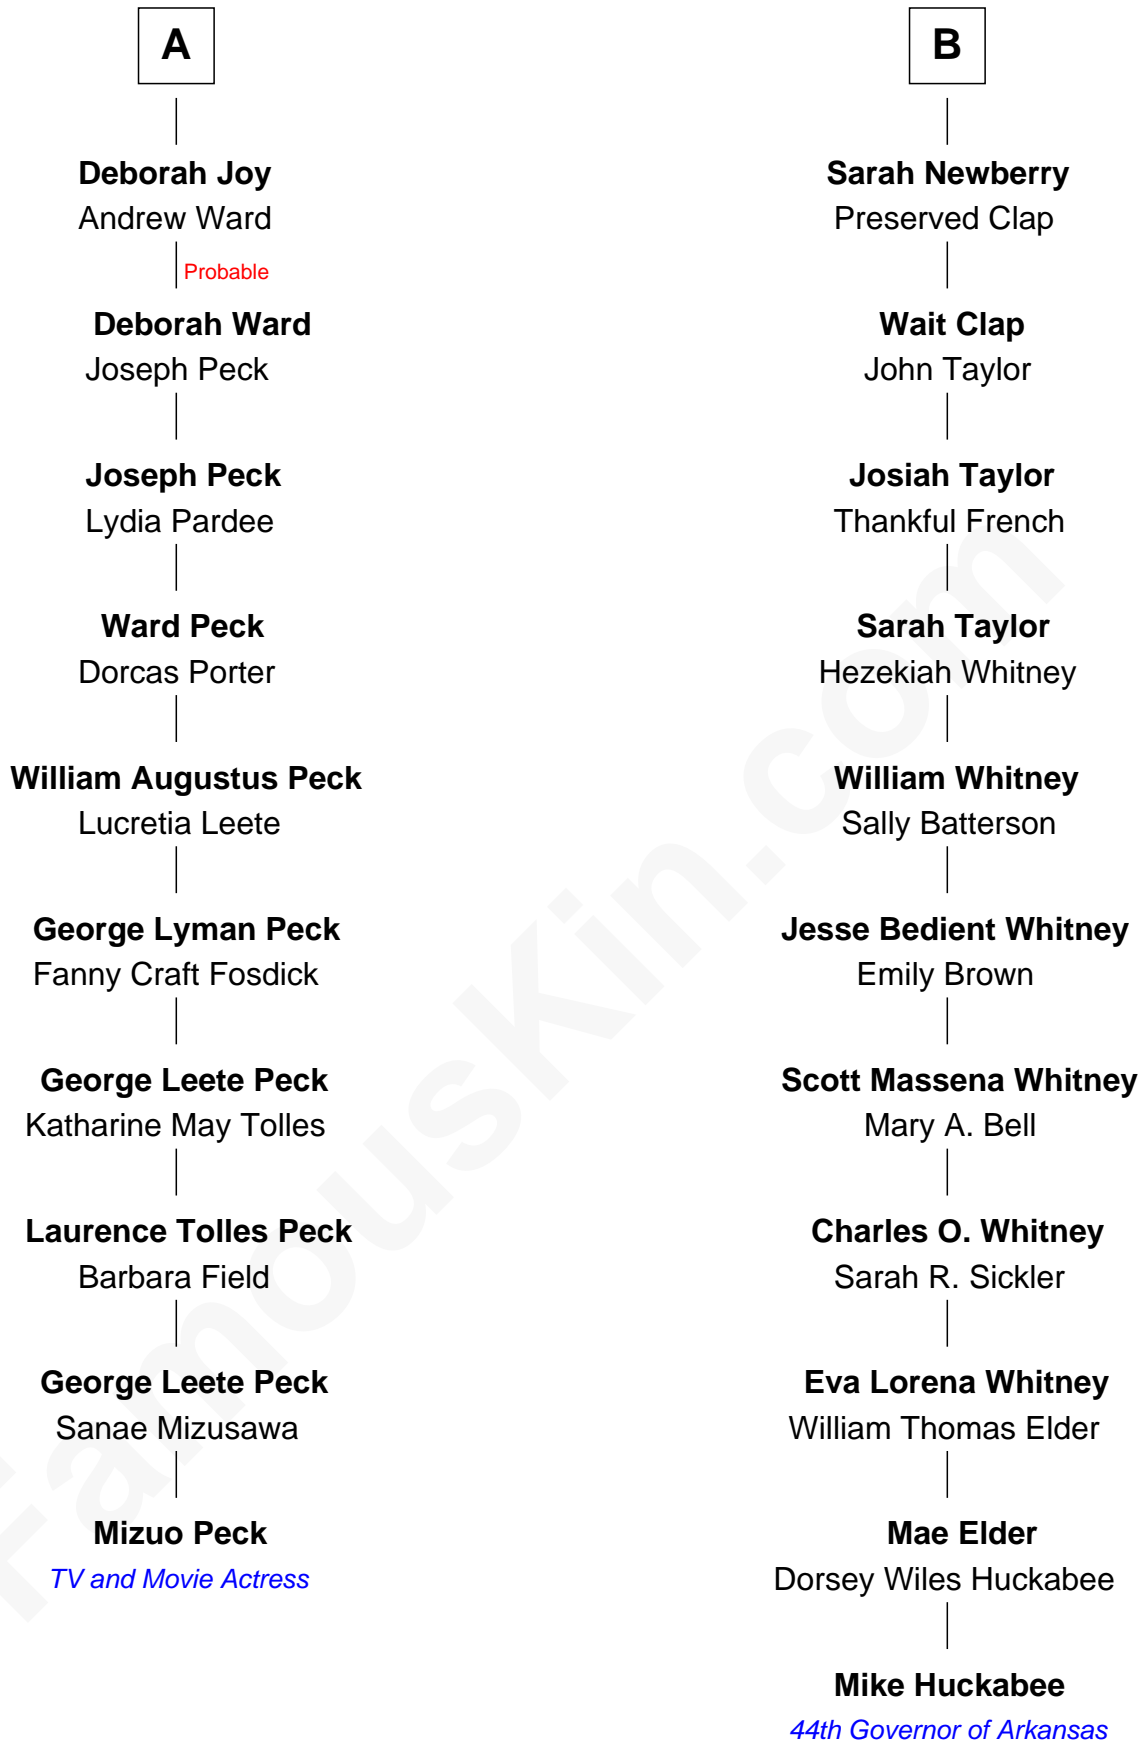 A
Deborah Joy
Andrew Ward
Probable
Deborah Ward
Joseph Peck
Joseph Peck
Lydia Pardee
Ward Peck
Dorcas Porter
William Augustus Peck
Lucretia Leete
George Lyman Peck
Fanny Craft Fosdick
George Leete Peck
Katharine May Tolles
Laurence Tolles Peck
Barbara Field
George Leete Peck
Sanae Mizusawa
Mizuo Peck
TV and Movie Actress
B
Sarah Newberry
Preserved Clap
Wait Clap
John Taylor
Josiah Taylor
Thankful French
Sarah Taylor
Hezekiah Whitney
William Whitney
Sally Batterson
Jesse Bedient Whitney
Emily Brown
Scott Massena Whitney
Mary A. Bell
Charles O. Whitney
Sarah R. Sickler
Eva Lorena Whitney
William Thomas Elder
Mae Elder
Dorsey Wiles Huckabee
Mike Huckabee
44th Governor of Arkansas
FamousKin.com